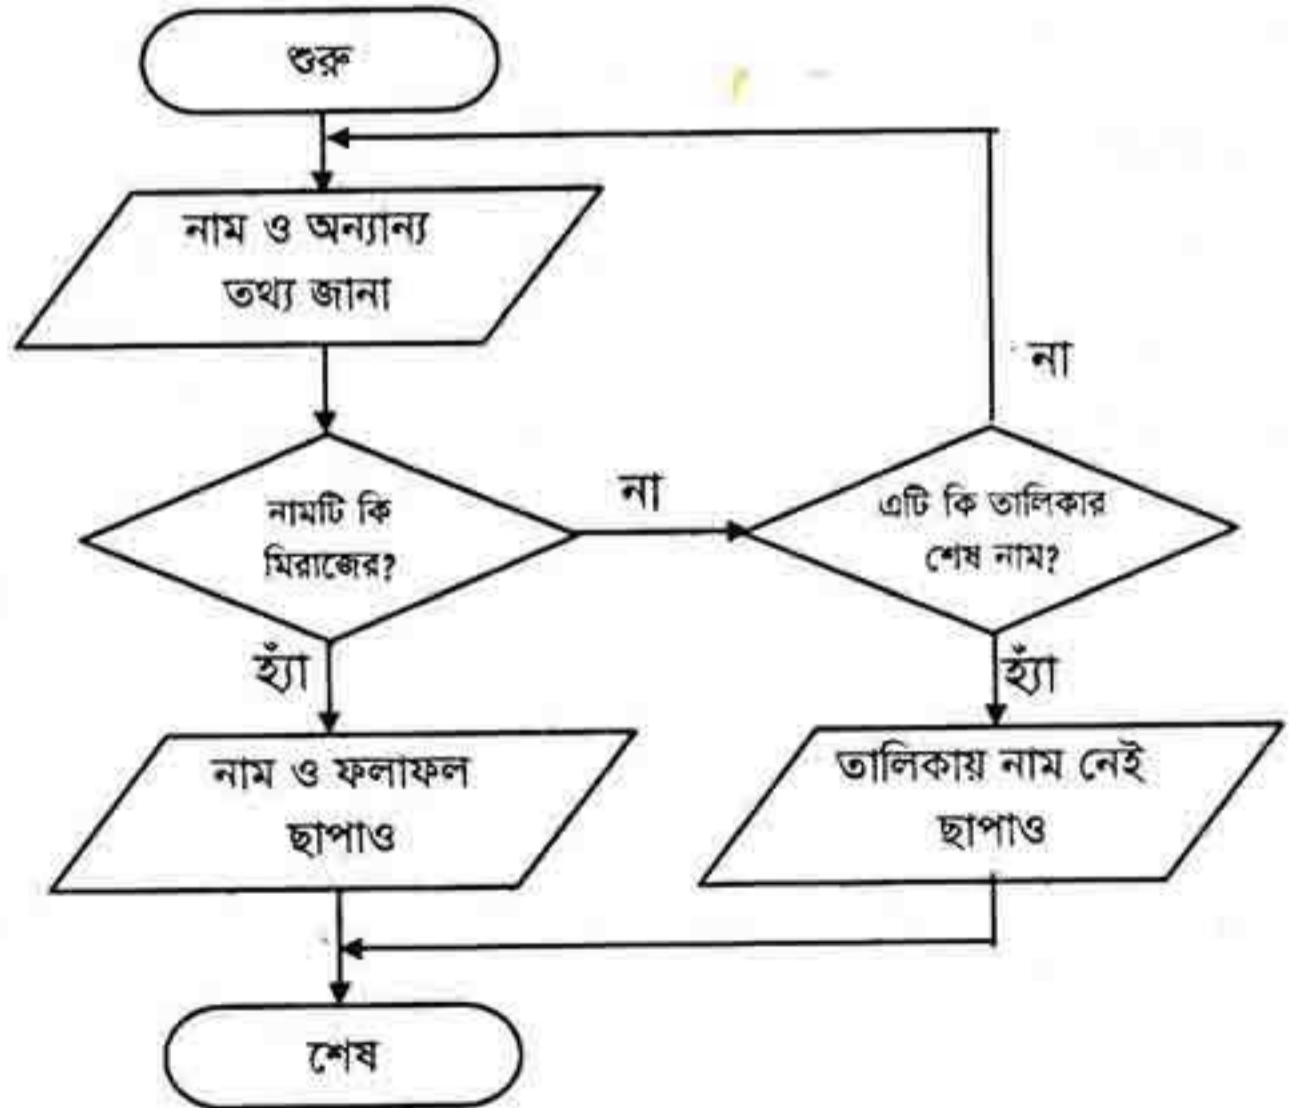 শুরু
নাম ও অন্যান্য
তথ্য জানা
নামটি কি
মিরাজের?
না
এটি কি তালিকার
শেষ নাম?
না
হ্যাঁ
হ্যাঁ
নাম ও ফলাফল
ছাপাও
তালিকায় নাম নেই
ছাপাও
শেষ